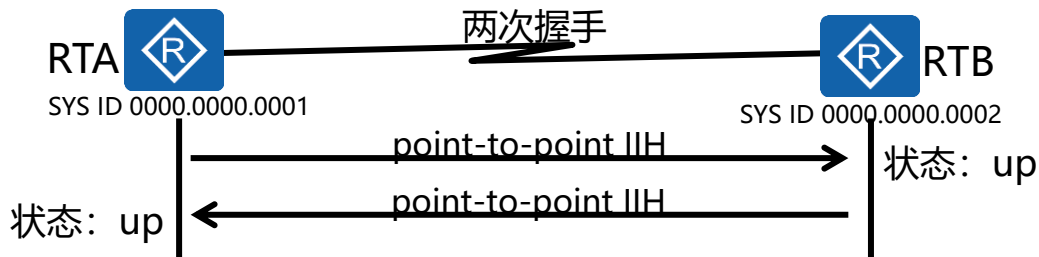 两次握手
RTA
R
R
RTB
SYS ID 0000.0000.0001
SYS ID 0000.0000.0002
point-to-point IIH
状态：up
point-to-point IIH
状态：up